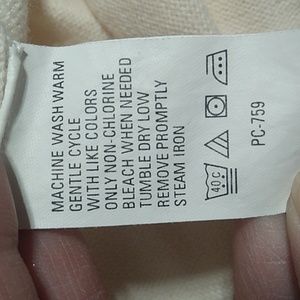 MACHINE WASH WARM
GENTLE CYCLE
WITH LIKE COLORS
ONLY NON-CHLORINE
BLEACH WHEN NEEDED
TUMBLE DRY LOW
REMOVE PROMPTLY
STEAM IRON
40C
PC-759